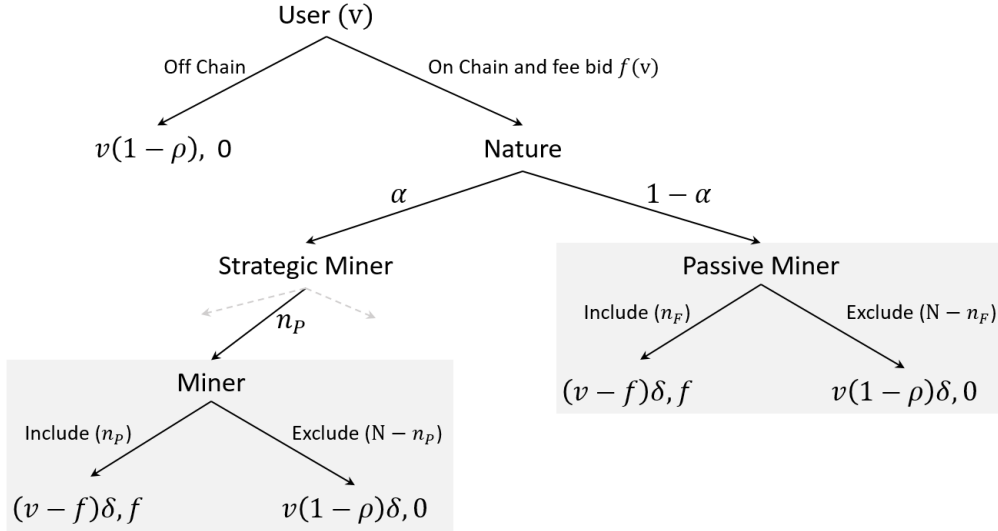 User (v)
Off Chain
On Chain and fee bid f(v)
v(1 − ρ), 0
Nature
α
1 − α
Strategic Miner
Passive Miner
n_P
Include (n_F)
Exclude (N − n_F)
Miner
(v − f)δ, f
v(1 − ρ)δ, 0
Include (n_P)
Exclude (N − n_P)
(v − f)δ, f
v(1 − ρ)δ, 0